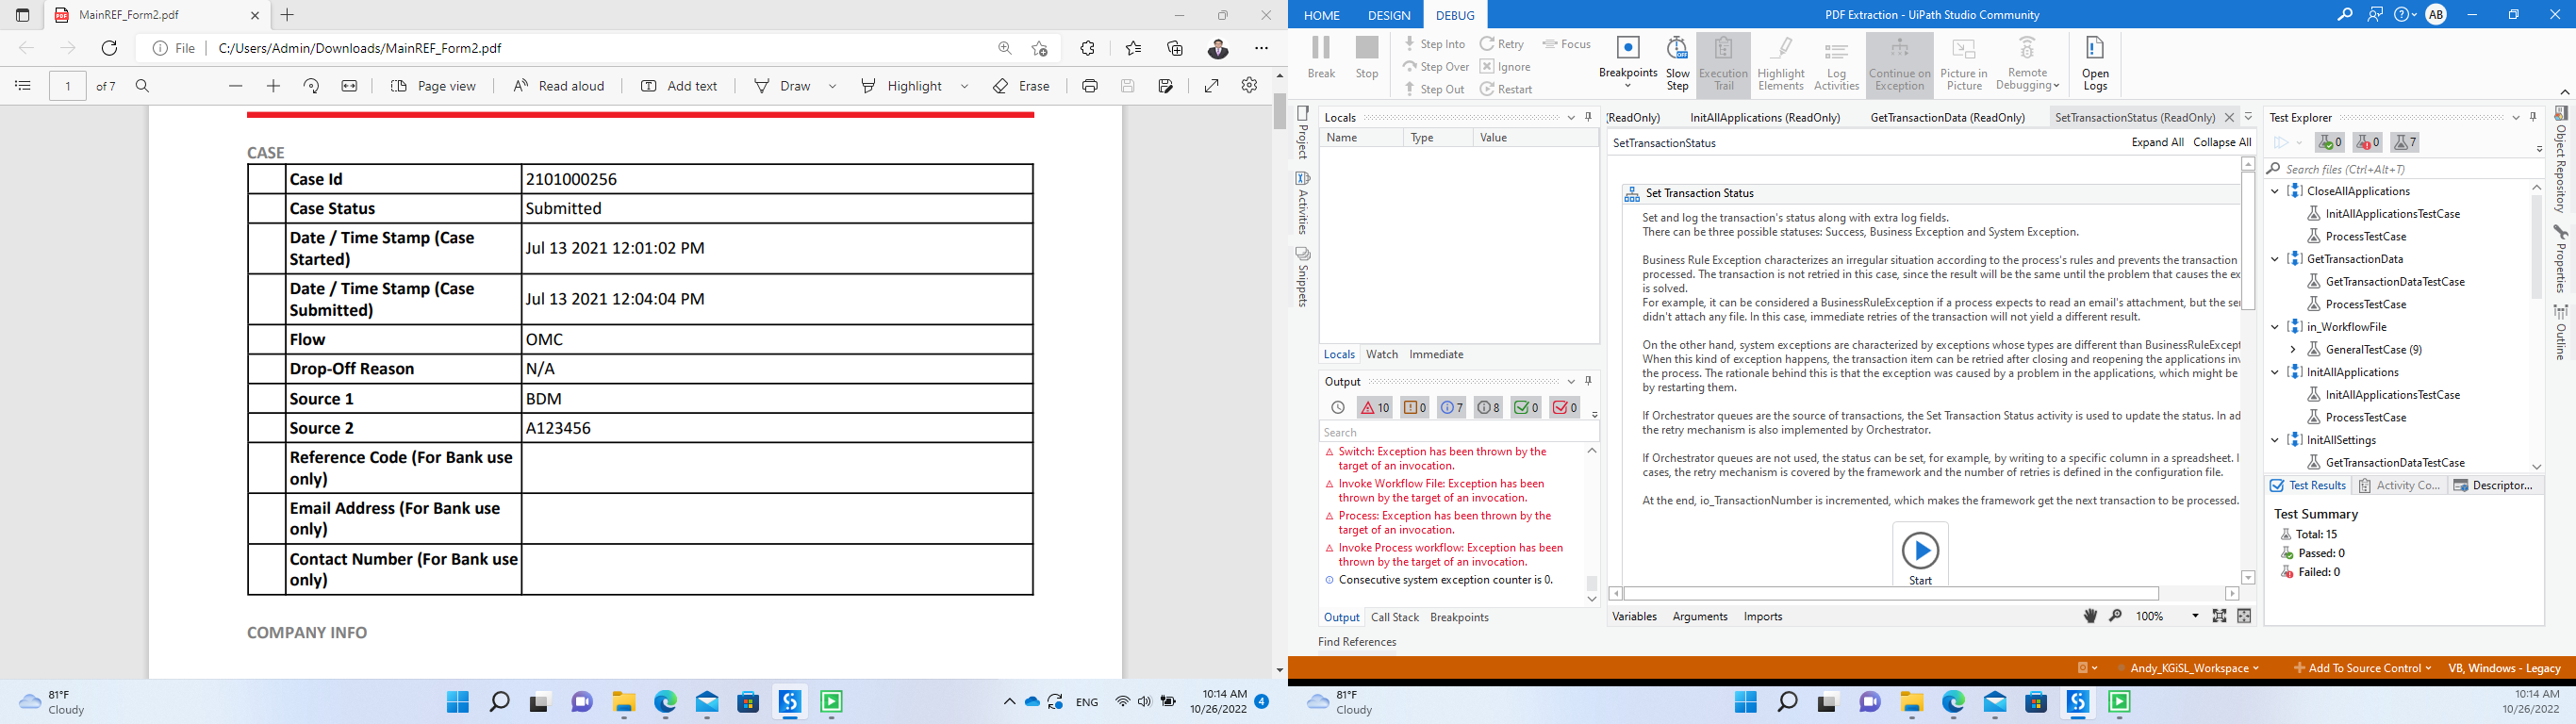 MainREF_Form2.pdf
File
C:/Users/Admin/Downloads/MainREF_Form2.pdf
1 of 7
Page view
Read aloud
Add text
Draw
Highlight
Erase
CASE
Case Id 2101000256
Case Status Submitted
Date / Time Stamp (Case
Started)
Jul 13 2021 12:01:02 PM
Date / Time Stamp (Case
Submitted)
Jul 13 2021 12:04:04 PM
Flow OMC
Drop-Off Reason N/A
Source 1 BDM
Source 2 A123456
Reference Code (For Bank use
only)
Email Address (For Bank use
only)
Contact Number (For Bank use
only)
COMPANY INFO
81°F
Cloudy
ENG
10:14 AM
10/26/2022
4
HOME DESIGN DEBUG
PDF Extraction - UiPath Studio Community
AB
Break
Stop
Step Into
Step Over
Step Out
Retry
Ignore
Restart
Focus
Breakpoints
Slow
Step
Execution
Trail
Highlight
Elements
Log
Activities
Continue on
Exception
Picture in
Picture
Remote
Debugging
Open
Logs
Project
Activities
Snippets
Locals
Name Type Value
Locals Watch Immediate
Output
10 0 7 8 0 0
Search
Switch: Exception has been thrown by the
target of an invocation.
Invoke Workflow File: Exception has been
thrown by the target of an invocation.
Process: Exception has been thrown by the
target of an invocation.
Invoke Process workflow: Exception has been
thrown by the target of an invocation.
Consecutive system exception counter is 0.
Output Call Stack Breakpoints
Find References
(ReadOnly) InitAllApplications (ReadOnly) GetTransactionData (ReadOnly) SetTransactionStatus (ReadOnly)
SetTransactionStatus
Expand All Collapse All
Set Transaction Status
Set and log the transaction's status along with extra log fields.
There can be three possible statuses: Success, Business Exception and System Exception.
Business Rule Exception characterizes an irregular situation according to the process's rules and prevents the transaction
processed. The transaction is not retried in this case, since the result will be the same until the problem that causes the ex
is solved.
For example, it can be considered a BusinessRuleException if a process expects to read an email's attachment, but the se
didn't attach any file. In this case, immediate retries of the transaction will not yield a different result.
On the other hand, system exceptions are characterized by exceptions whose types are different than BusinessRuleExcept
When this kind of exception happens, the transaction item can be retried after closing and reopening the applications inv
the process. The rationale behind this is that the exception was caused by a problem in the applications, which might be
by restarting them.
If Orchestrator queues are the source of transactions, the Set Transaction Status activity is used to update the status. In ad
the retry mechanism is also implemented by Orchestrator.
If Orchestrator queues are not used, the status can be set, for example, by writing to a specific column in a spreadsheet. I
cases, the retry mechanism is covered by the framework and the number of retries is defined in the configuration file.
At the end, io_TransactionNumber is incremented, which makes the framework get the next transaction to be processed.
Start
Variables Arguments Imports
100%
Test Explorer
0 0 7
Search files (Ctrl+Alt+T)
CloseAllApplications
InitAllApplicationsTestCase
ProcessTestCase
GetTransactionData
GetTransactionDataTestCase
ProcessTestCase
in_WorkflowFile
GeneralTestCase (9)
InitAllApplications
InitAllApplicationsTestCase
ProcessTestCase
InitAllSettings
GetTransactionDataTestCase
Test Results Activity Co... Descriptor...
Test Summary
Total: 15
Passed: 0
Failed: 0
Object Repository
Properties
Outline
Andy_KGiSL_Workspace
Add To Source Control
VB, Windows - Legacy
81°F
Cloudy
10:14 AM
10/26/2022